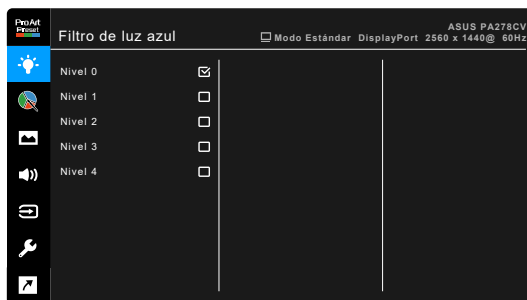 ProArt
Preset
Filtro de luz azul
ASUS PA278CV
Modo Estándar DisplayPort 2560 x 1440@ 60Hz
Nivel 0
Nivel 1
Nivel 2
Nivel 3
Nivel 4